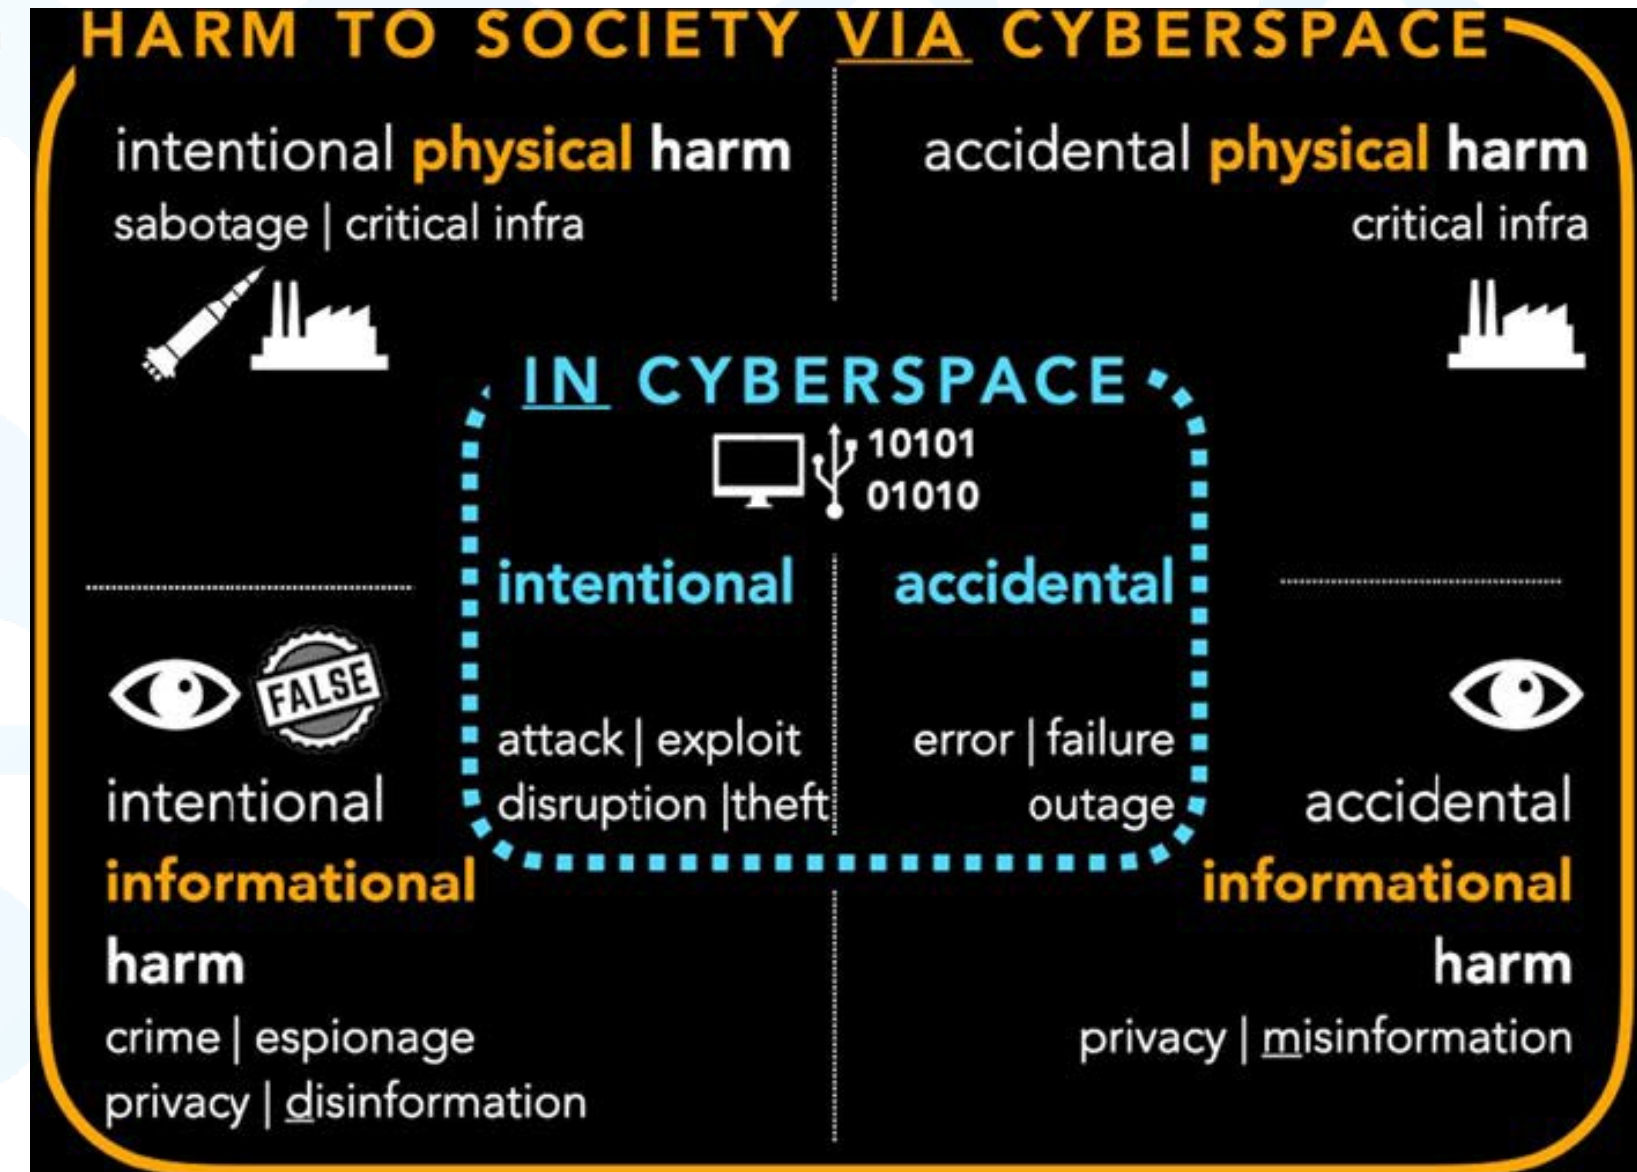 HARM TO SOCIETY VIA CYBERSPACE
intentional physical harm
sabotage | critical infra
accidental physical harm
critical infra
IN CYBERSPACE
10101
01010
intentional
attack | exploit
disruption |theft
accidental
error | failure
outage
FALSE
intentional
informational
harm
crime | espionage
privacy | disinformation
accidental
informational
harm
privacy | misinformation